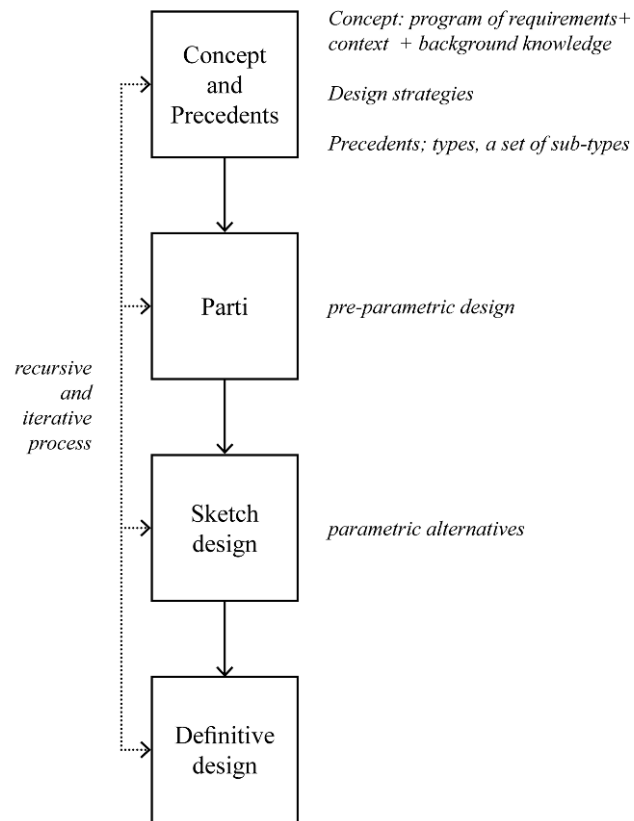 Concept
and
Precedents
Concept: program of requirements+
context + background knowledge
Design strategies
Precedents; types, a set of sub-types
Parti
pre-parametric design
recursive
and
iterative
process
Sketch
design
parametric alternatives
Definitive
design